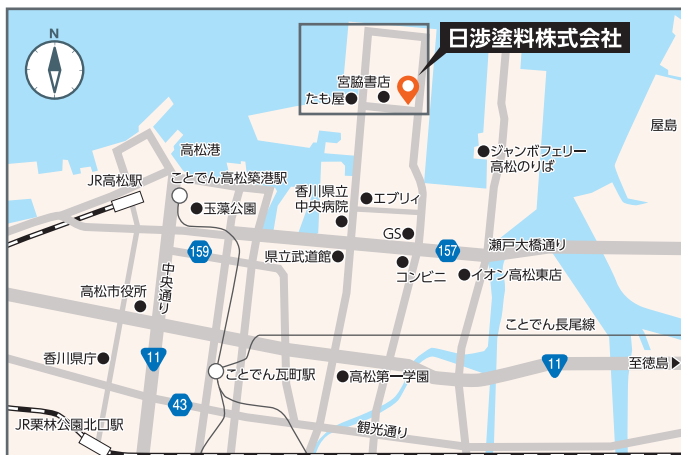 N
日渉塗料株式会社
宮脇書店
たも屋
屋島
高松港
ジャンボフェリー
高松のりば
JR高松駅
ことでん高松築港駅
香川県立
中央病院
エブリィ
玉藻公園
GS
157
瀬戸大橋通り
159
県立武道館
コンビニ
イオン高松東店
中央通り
高松市役所
ことでん長尾線
香川県庁
11
11
至徳島
ことでん瓦町駅
高松第一学園
43
JR栗林公園北口駅
観光通り